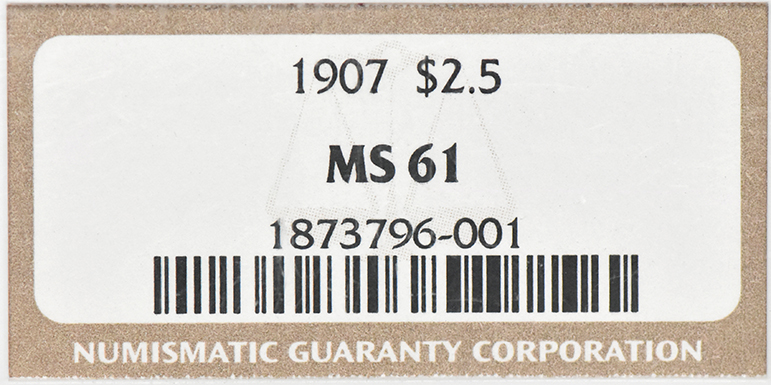 1907 $2.5
MS 61
1873796-001
NUMISMATIC GUARANTY CORPORATION